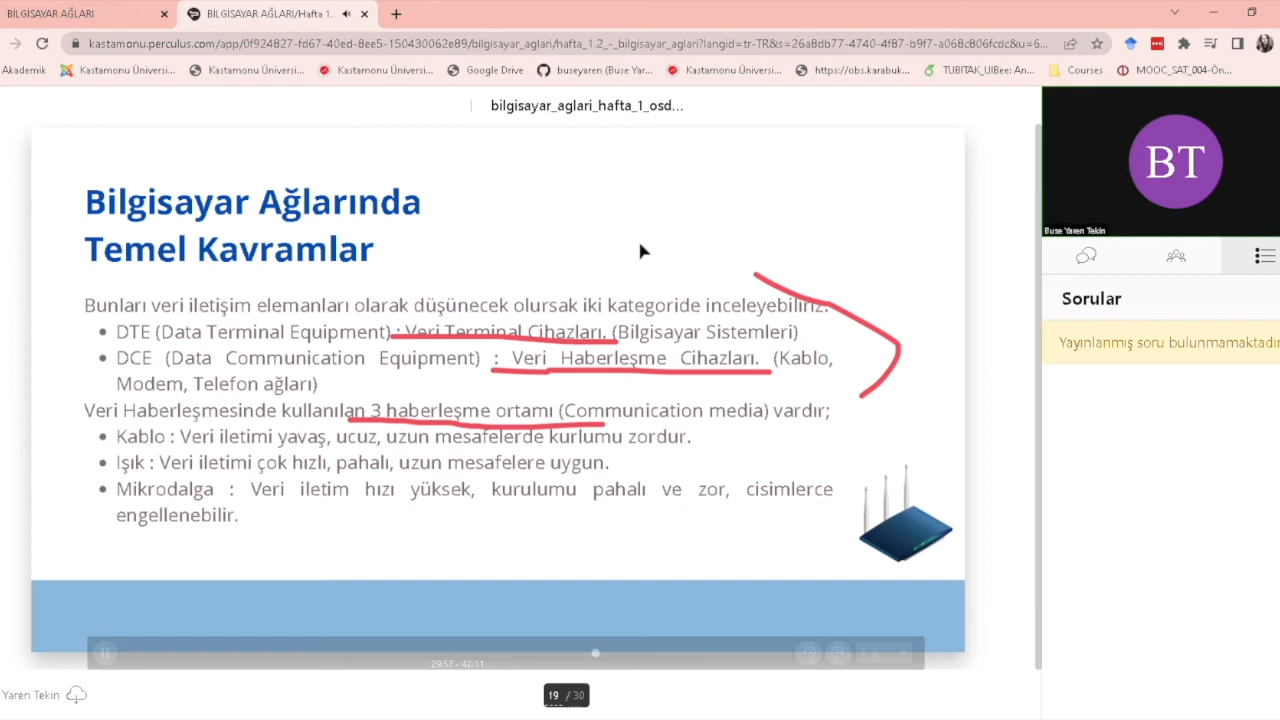 BİLGİSAYAR AĞLARI
BİLGİSAYAR AĞLARI/Hafta 1..
kastamonu.perculus.com/app/0f924827-fd67-40ed-8ee5-150430062e89/bilgisayar_aglari/hafta_1.2_-_bilgisayar_aglari?langid=tr-TR&s=26a8db77-4740-4f87-b9f7-a068c806fcdc&u=6...
Akademik
Kastamonu Üniversi...
Kastamonu Üniversi...
Kastamonu Üniversi...
Google Drive
buseyaren (Buse Yar...
Kastamonu Üniversi...
https://obs.karabuk...
TUBITAK_UIBee: An...
Courses
MOOC_SAT_004-Ön...
bilgisayar_aglari_hafta_1_osd...
Bilgisayar Ağlarında
Temel Kavramlar
Bunları veri iletişim elemanları olarak düşünecek olursak iki kategoride inceleyebiliriz.
• DTE (Data Terminal Equipment) : Veri Terminal Cihazları. (Bilgisayar Sistemleri)
• DCE (Data Communication Equipment) : Veri Haberleşme Cihazları. (Kablo,
Modem, Telefon ağları)
Veri Haberleşmesinde kullanılan 3 haberleşme ortamı (Communication media) vardır;
• Kablo : Veri iletimi yavaş, ucuz, uzun mesafelerde kurlumu zordur.
• Işık : Veri iletimi çok hızlı, pahalı, uzun mesafelere uygun.
• Mikrodalga : Veri iletim hızı yüksek, kurulumu pahalı ve zor, cisimlerce
engellenebilir.
29:57 - 42:11
Yaren Tekin
19 / 30
BT
Buse Yaren Tekin
Sorular
Yayınlanmış soru bulunmamaktadır